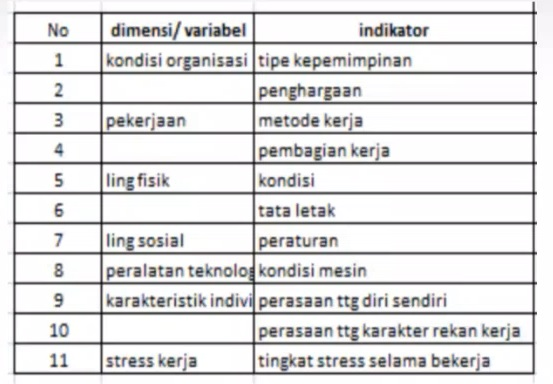 No dimensi/ variabel indikator
1 kondisi organisasi tipe kepemimpinan
2 penghargaan
3 pekerjaan metode kerja
4 pembagian kerja
5 ling fisik kondisi
6 tata letak
7 ling sosial peraturan
8 peralatan teknolog kondisi mesin
9 karakteristik indivi perasaan ttg diri sendiri
10 perasaan ttg karakter rekan kerja
11 stress kerja tingkat stress selama bekerja